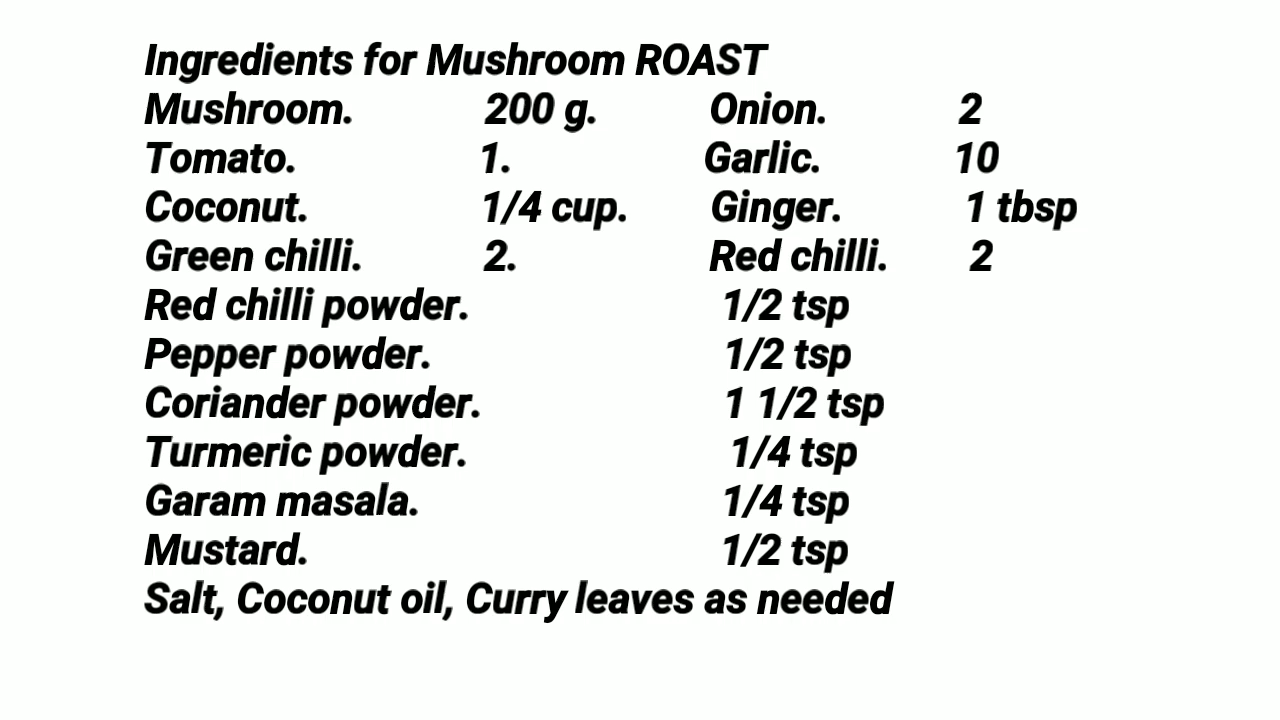 Ingredients for Mushroom ROAST
Mushroom. 200 g. Onion. 2
Tomato. 1. Garlic. 10
Coconut. 1/4 cup. Ginger. 1 tbsp
Green chilli. 2. Red chilli. 2
Red chilli powder. 1/2 tsp
Pepper powder. 1/2 tsp
Coriander powder. 1 1/2 tsp
Turmeric powder. 1/4 tsp
Garam masala. 1/4 tsp
Mustard. 1/2 tsp
Salt, Coconut oil, Curry leaves as needed